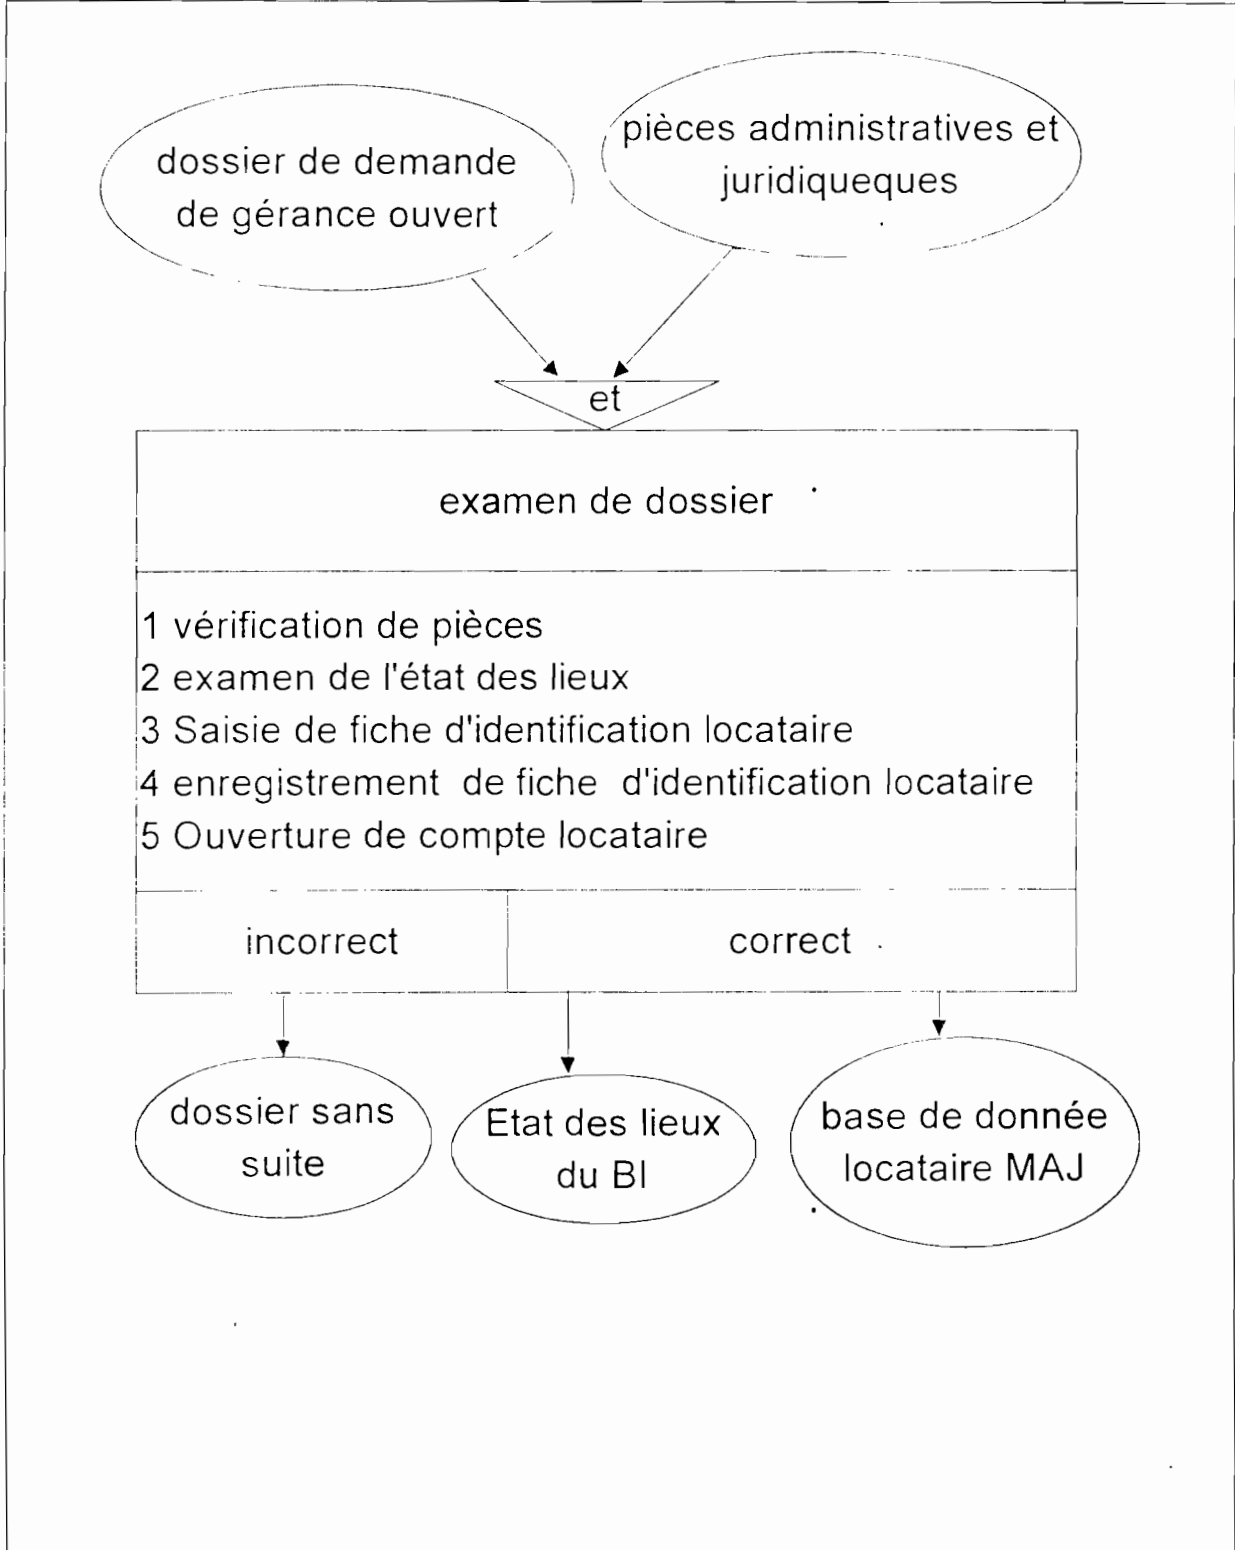 dossier de demande
de gérance ouvert
pièces administratives et
juridiqueques
et
examen de dossier
1 vérification de pièces
2 examen de l'état des lieux
3 Saisie de fiche d'identification locataire
4 enregistrement de fiche d'identification locataire
5 Ouverture de compte locataire
incorrect
correct
dossier sans
suite
Etat des lieux
du BI
base de donnée
locataire MAJ